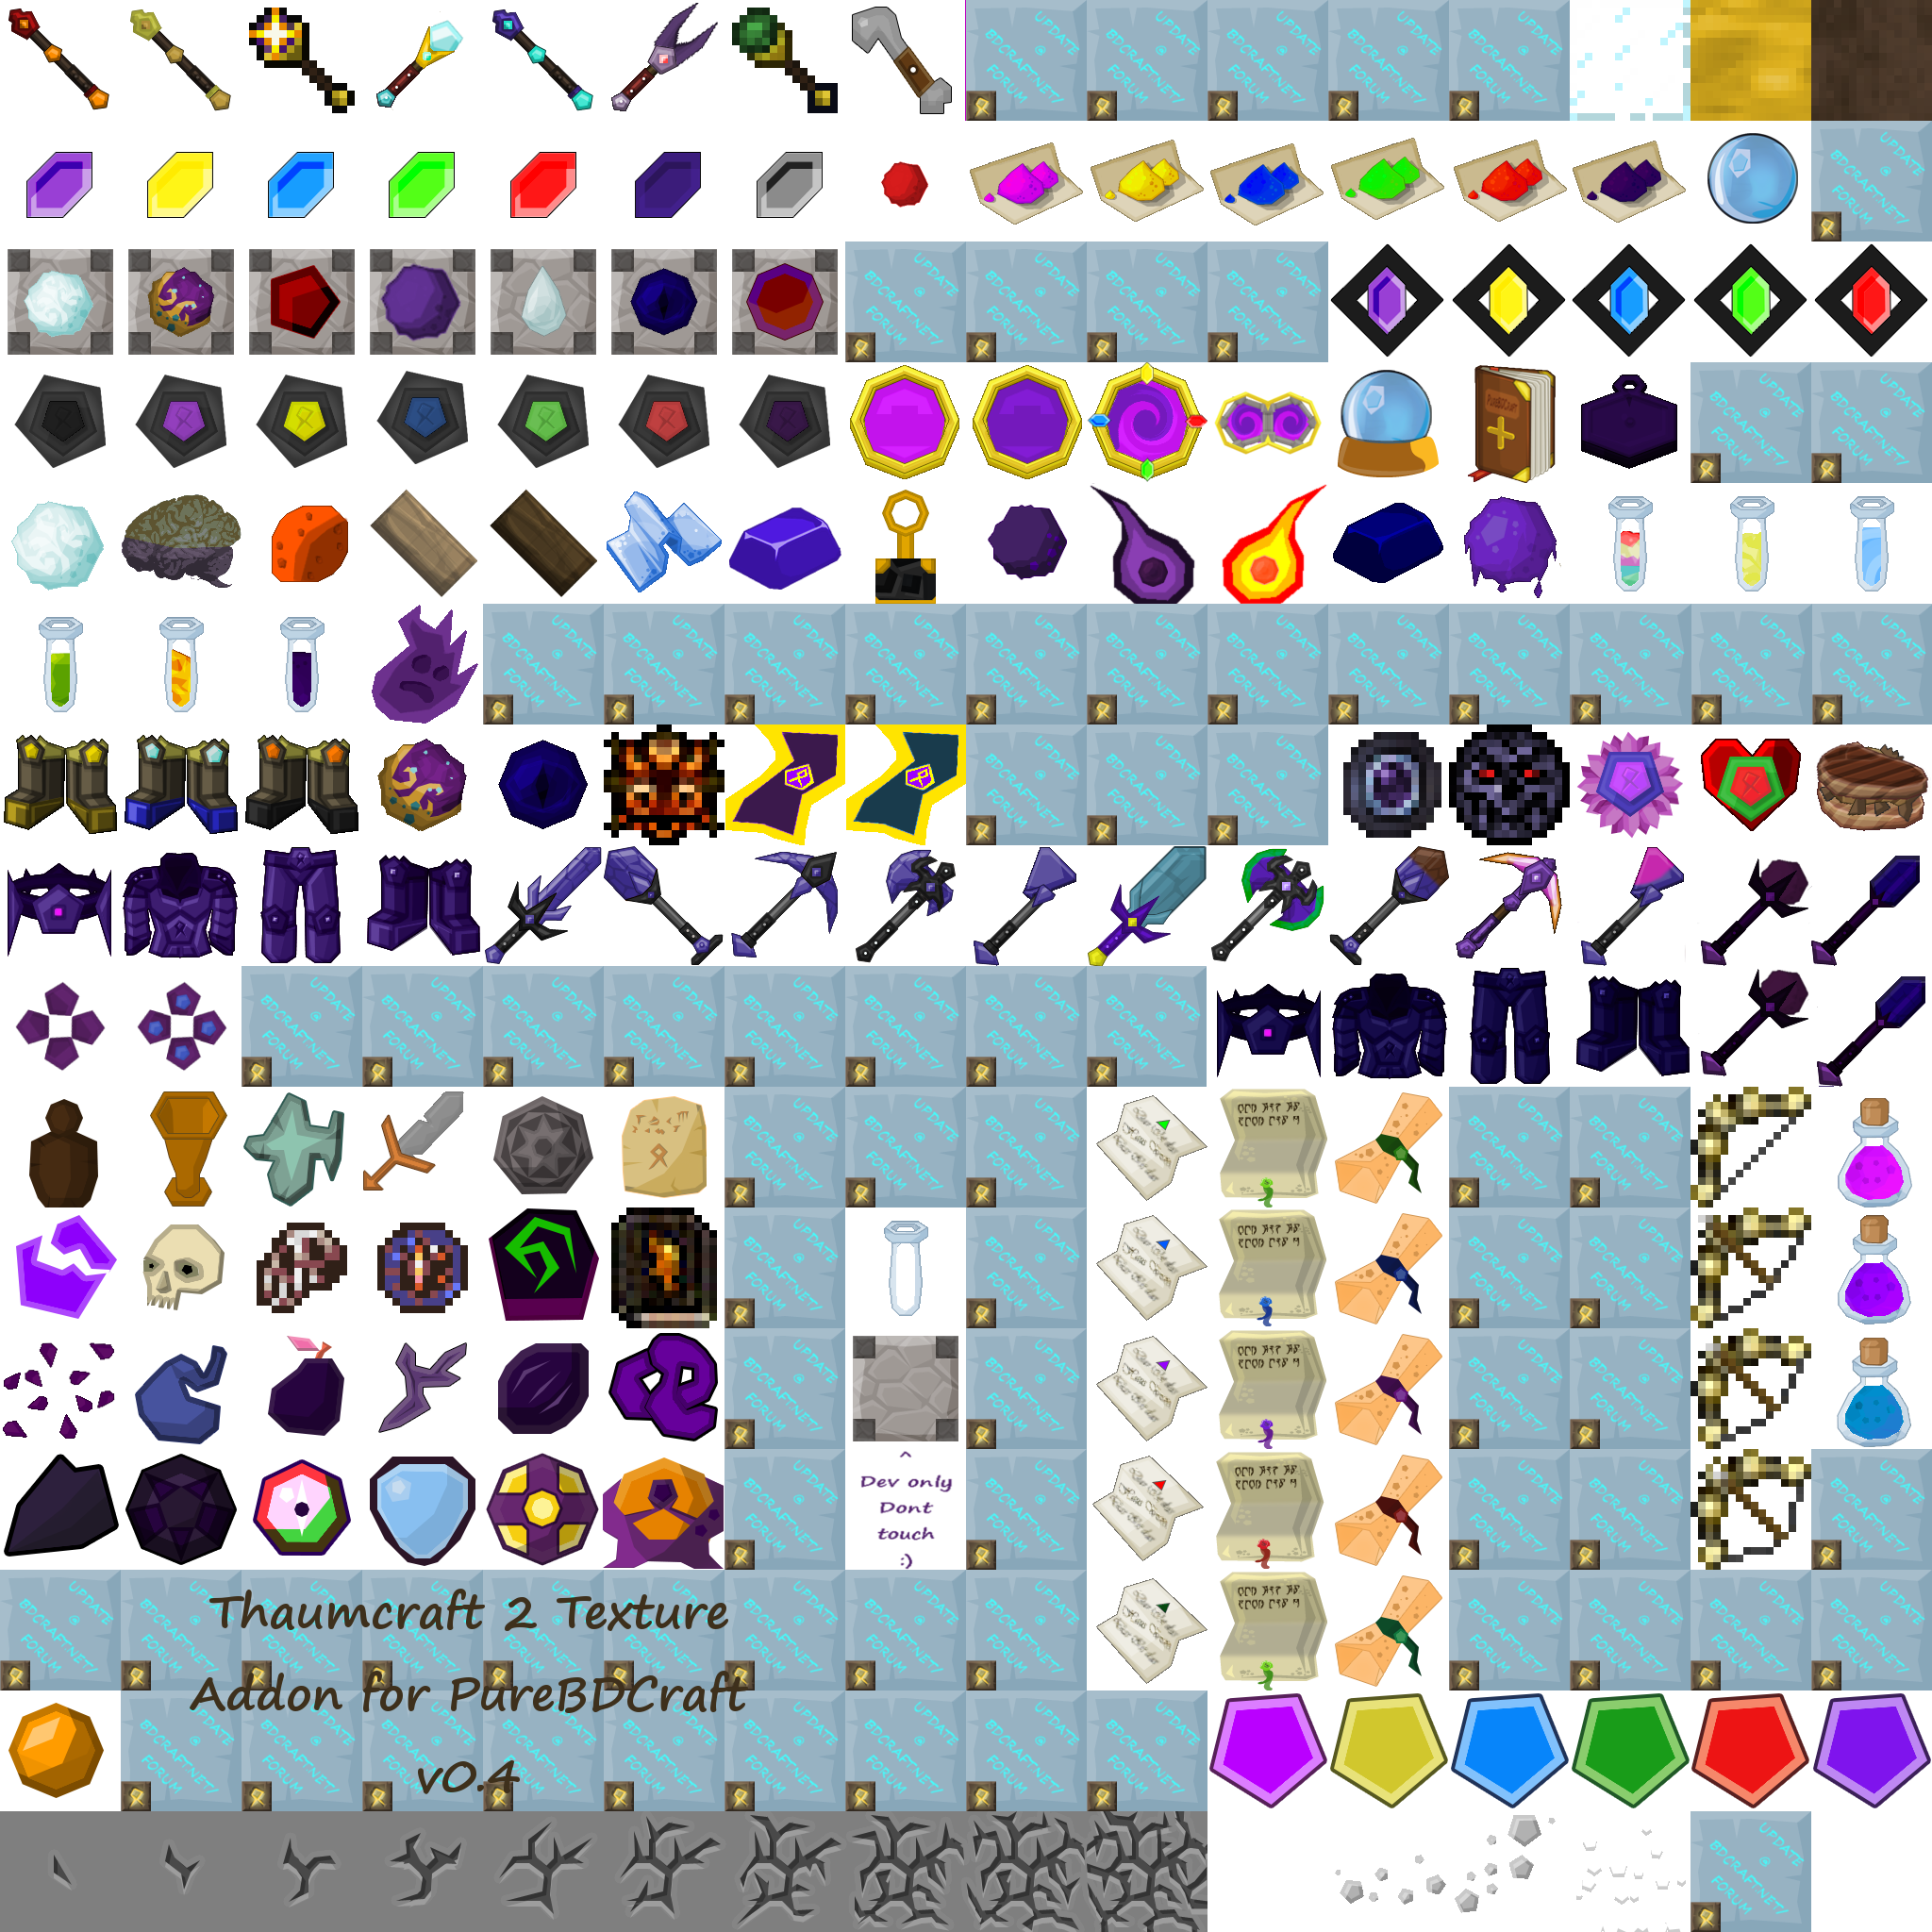 UPDATE
@
BDCRAFT.NET/
FORUM
^
Dev only
Dont
touch
:)
Thaumcraft 2 Texture
Addon for PureBDCraft
v0.4